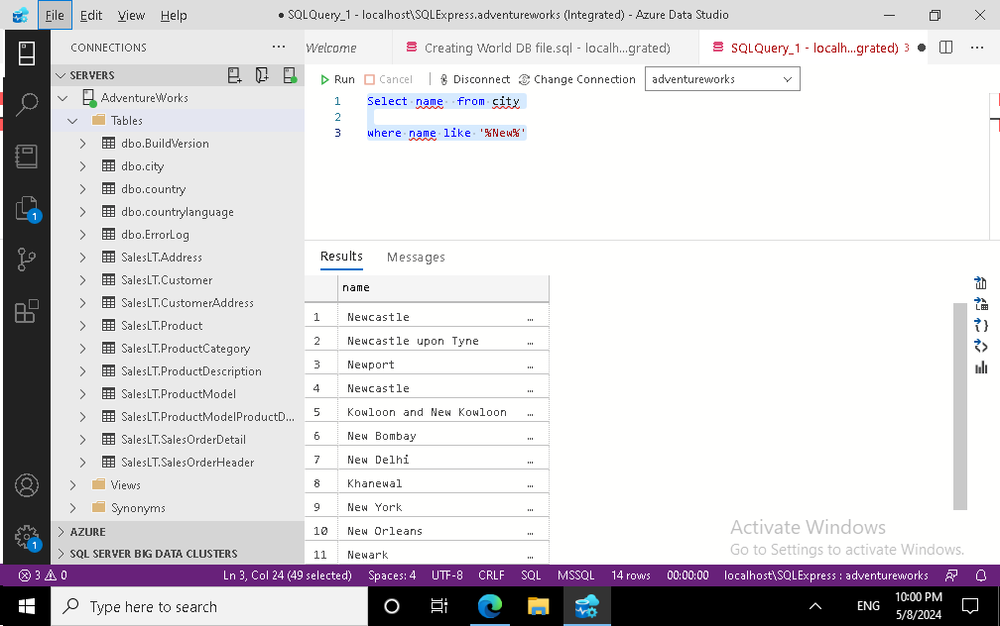 File Edit View Help
● SQLQuery_1 - localhost\SQLExpress.adventureworks (Integrated) - Azure Data Studio
CONNECTIONS
Welcome
Creating World DB file.sql - localh...grated)
SQLQuery_1 - localh...grated) 3 ●
SERVERS
AdventureWorks
Tables
dbo.BuildVersion
dbo.city
dbo.country
dbo.countrylanguage
dbo.ErrorLog
SalesLT.Address
SalesLT.Customer
SalesLT.CustomerAddress
SalesLT.Product
SalesLT.ProductCategory
SalesLT.ProductDescription
SalesLT.ProductModel
SalesLT.ProductModelProductD...
SalesLT.SalesOrderDetail
SalesLT.SalesOrderHeader
Views
Synonyms
AZURE
SQL SERVER BIG DATA CLUSTERS
1
1
Run Cancel Disconnect Change Connection adventureworks
1 Select name from city
2
3 where name like '%New%'
Results Messages
name
1 Newcastle ...
2 Newcastle upon Tyne ...
3 Newport ...
4 Newcastle ...
5 Kowloon and New Kowloon ...
6 New Bombay ...
7 New Delhi ...
8 Khanewal ...
9 New York ...
10 New Orleans ...
11 Newark ...
Activate Windows
Go to Settings to activate Windows.
3 0 Ln 3, Col 24 (49 selected) Spaces: 4 UTF-8 CRLF SQL MSSQL 14 rows 00:00:00 localhost\SQLExpress : adventureworks
Type here to search
ENG
10:00 PM
5/8/2024